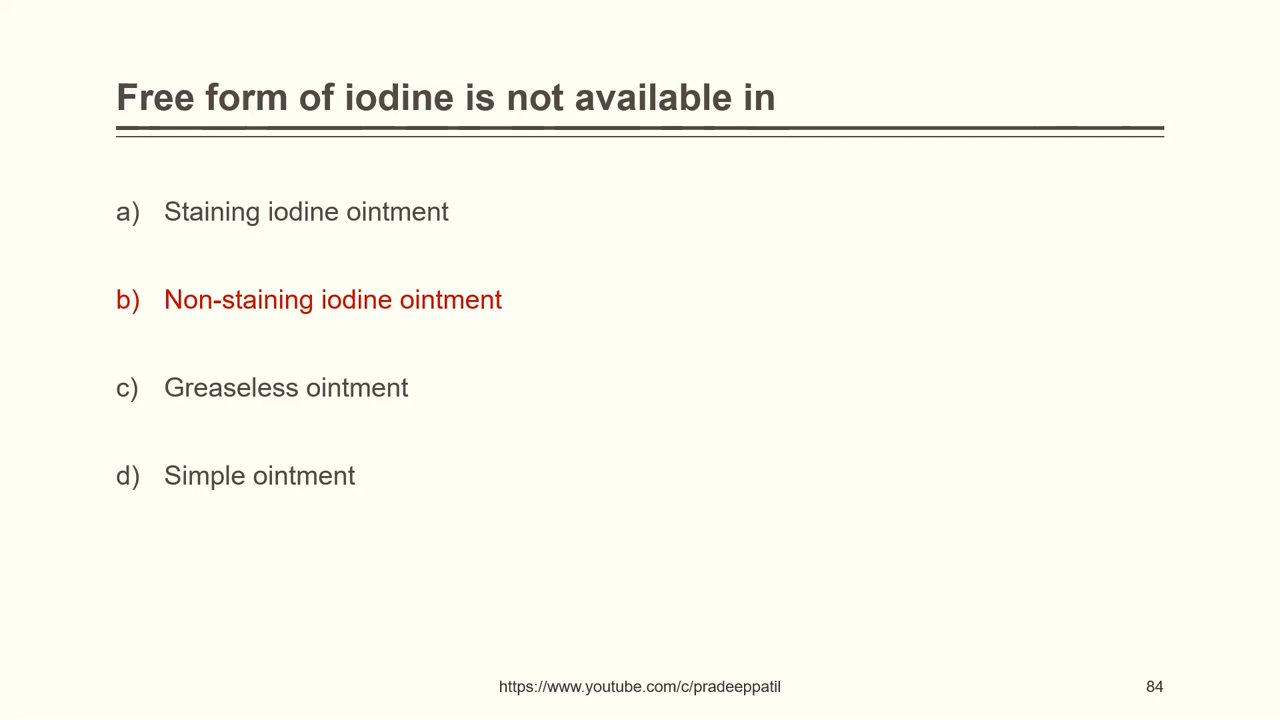 Free form of iodine is not available in
a) Staining iodine ointment
b) Non-staining iodine ointment
c) Greaseless ointment
d) Simple ointment
https://www.youtube.com/c/pradeeppatil
84